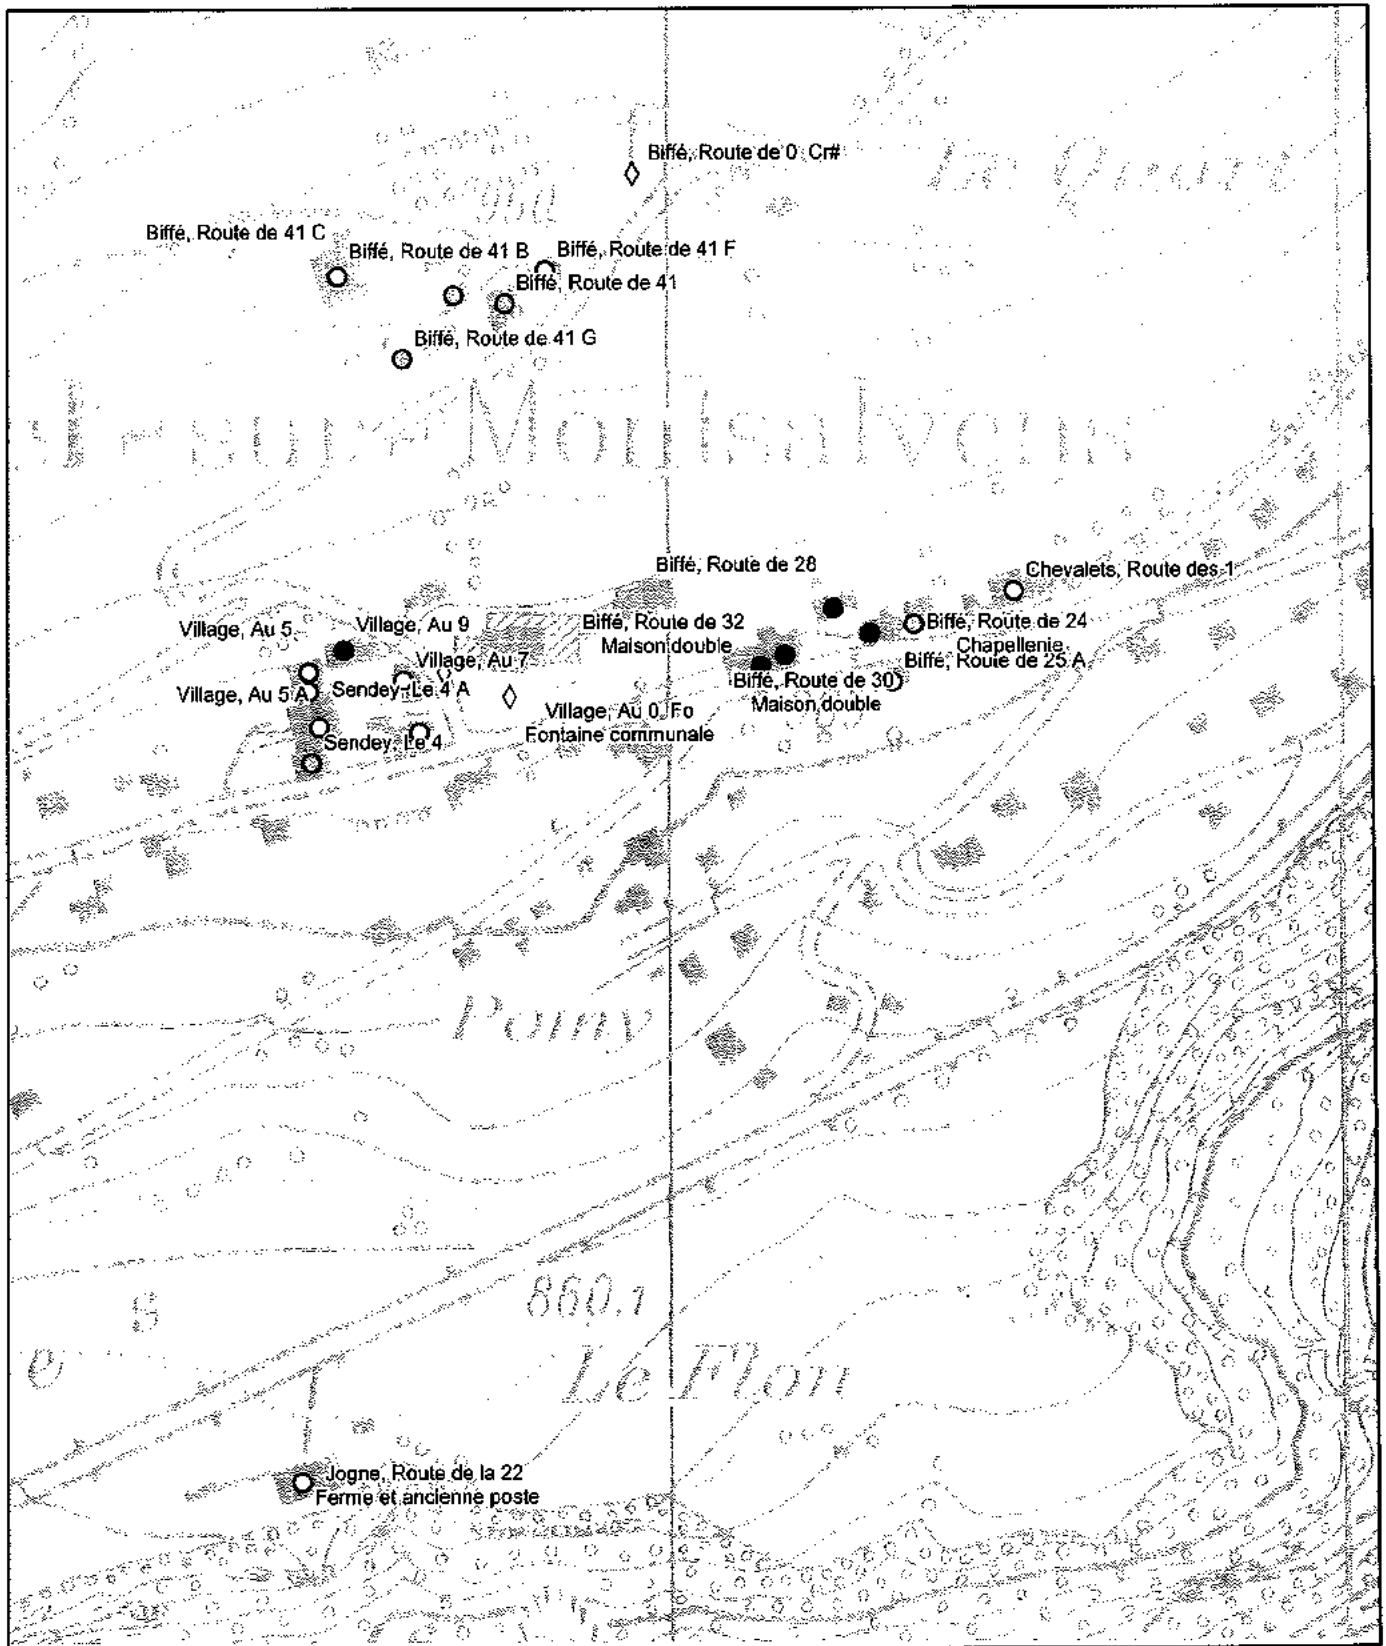 Biffé, Route de 0 Cr#
950
Biffé, Route de 41 C
Biffé, Route de 41 B
Biffé, Route de 41 F
Biffé, Route de 41
Biffé, Route de 41 G
l-sur-Montsalvens
Biffé, Route de 28
Chevalets, Route des 1
Village, Au 5
Village, Au 9
Biffé, Route de 32
Maison double
Biffé, Route de 24
Chapellenie
Village, Au 7
Biffé, Route de 25 A
Village, Au 5 A
Sendey, Le 4 A
Biffé, Route de 30
Maison double
Village, Au 0, Fo
Fontaine communale
Sendey, Le 4
860.1
Le Flon
Jogne, Route de la 22
Ferme et ancienne poste